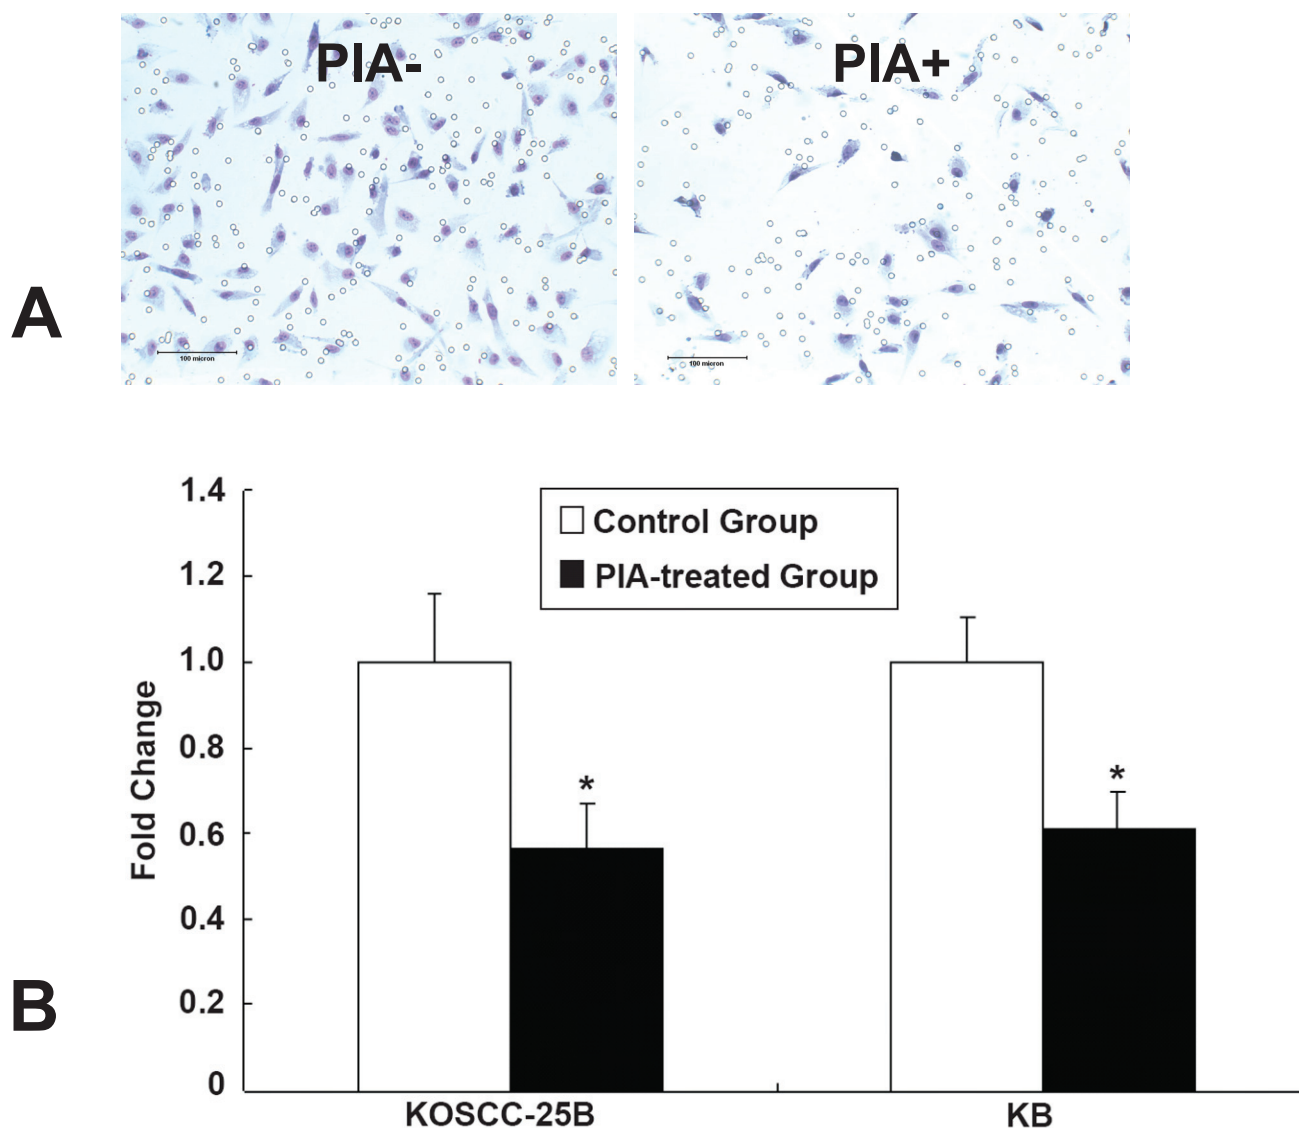 PIA-
PIA+
A
100 micron
100 micron
1.4
Control Group
PIA-treated Group
1.2
1.0
0.8
0.6
0.4
0.2
0
Fold Change
*
*
B
KOSCC-25B
KB